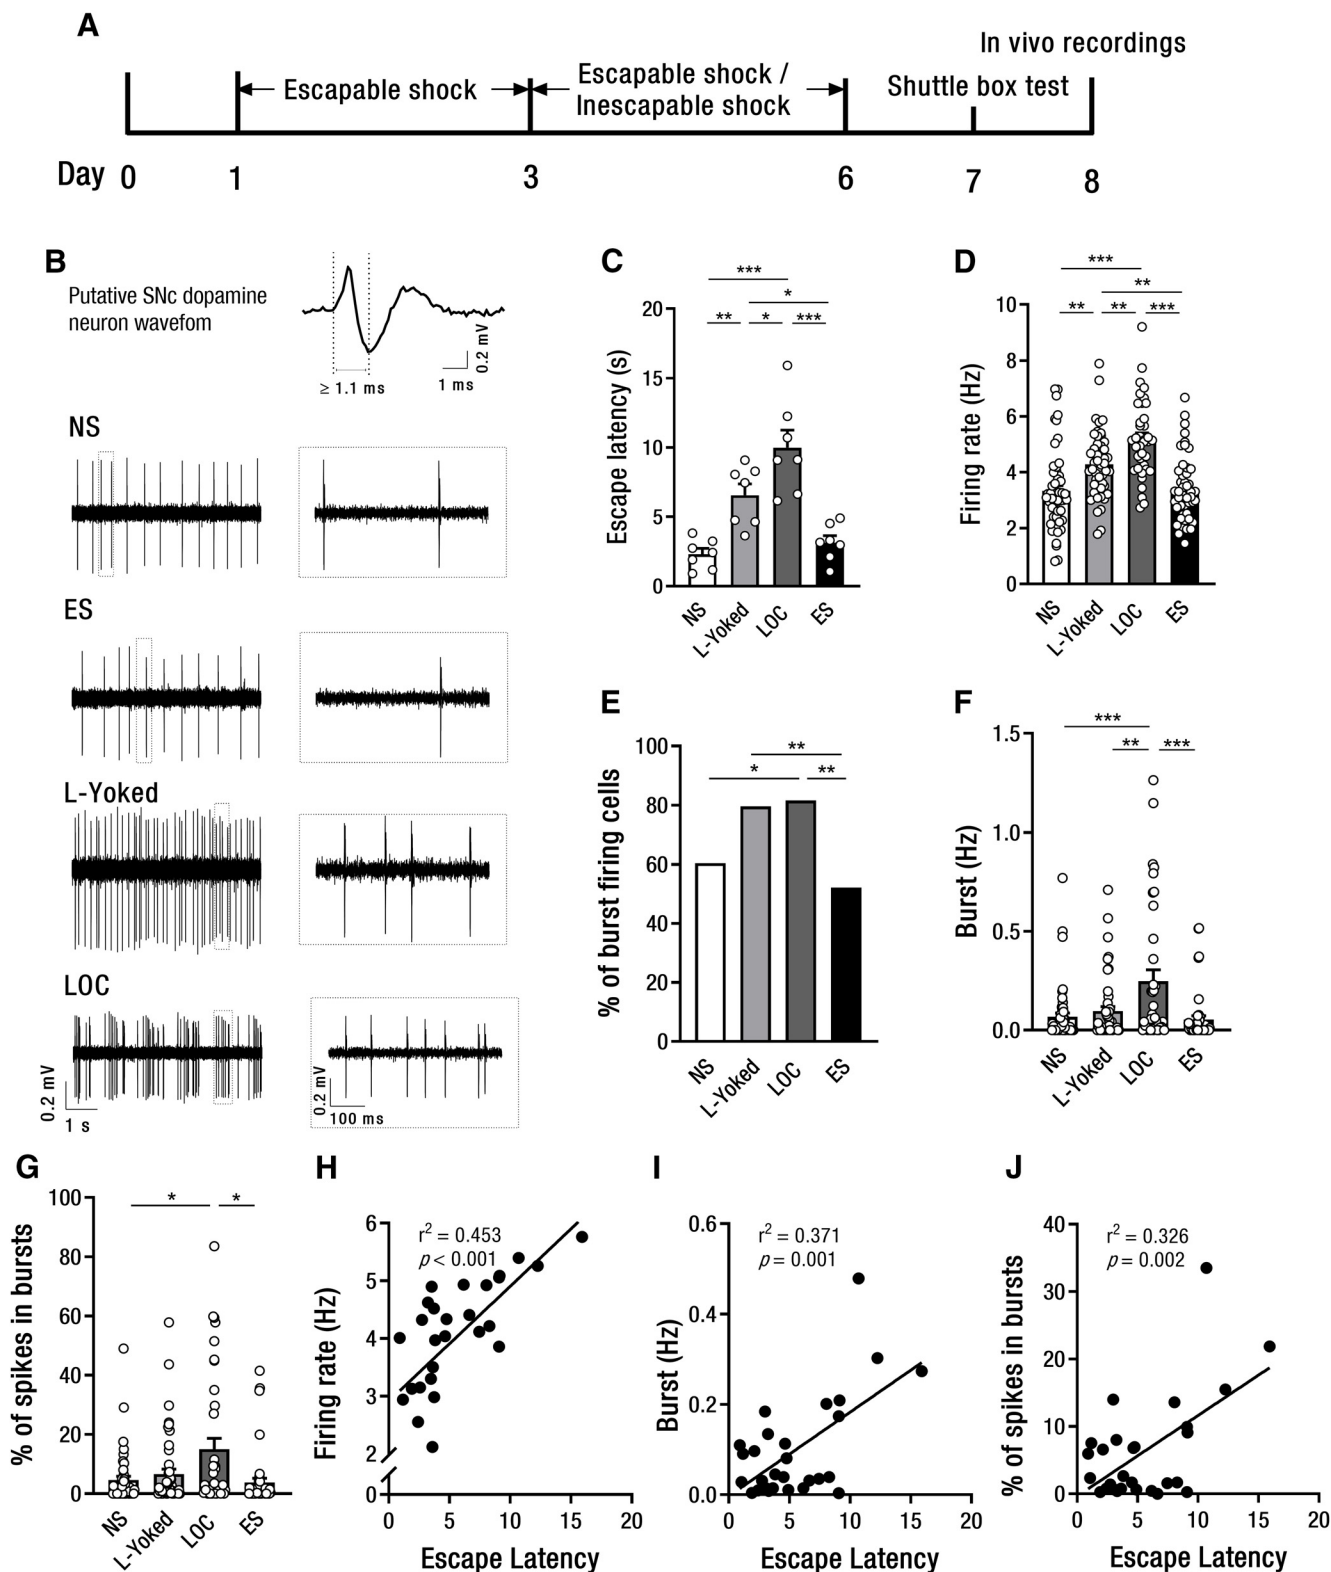 A
In vivo recordings
Escapable shock
Escapable shock /
Inescapable shock
Shuttle box test
Day 0 1 3 6 7 8
B
Putative SNc dopamine
neuron wavefom
≥ 1.1 ms
1 ms
0.2 mV
NS
ES
L-Yoked
LOC
0.2 mV
1 s
0.2 mV
100 ms
C
***
*
** * ***
Escape latency (s)
20
15
10
5
0
NS L-Yoked LOC ES
D
***
**
** ** ***
Firing rate (Hz)
10
8
6
4
2
0
NS L-Yoked LOC ES
E
**
* **
% of burst firing cells
100
80
60
40
20
0
NS L-Yoked LOC ES
F
***
** ***
Burst (Hz)
1.5
1.0
0.5
0.0
NS L-Yoked LOC ES
G
* *
% of spikes in bursts
100
80
60
40
20
0
NS L-Yoked LOC ES
H
r² = 0.453
p < 0.001
Firing rate (Hz)
6
5
4
3
2
0
0 5 10 15 20
Escape Latency
I
r² = 0.371
p = 0.001
Burst (Hz)
0.6
0.4
0.2
0.0
0 5 10 15 20
Escape Latency
J
r² = 0.326
p = 0.002
% of spikes in bursts
40
30
20
10
0
0 5 10 15 20
Escape Latency